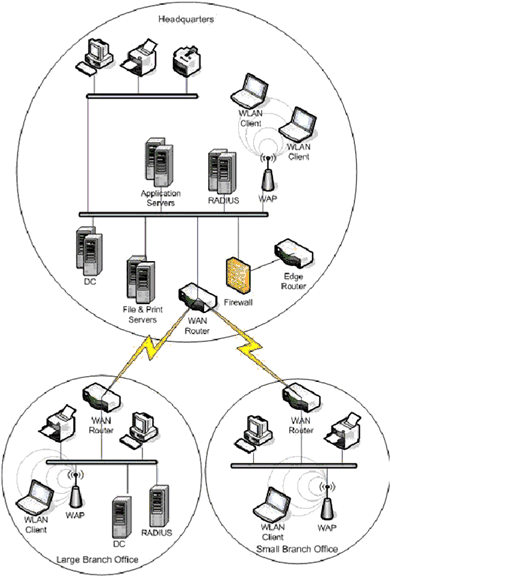 Headquarters
WLAN
Client
WLAN
Client
Application
Servers
RADIUS
WAP
DC
File & Print
Servers
WAN
Router
Firewall
Edge
Router
WAN
Router
WLAN
Client
WAP
DC
RADIUS
Large Branch Office
WAN
Router
WLAN
Client
WAP
Small Branch Office